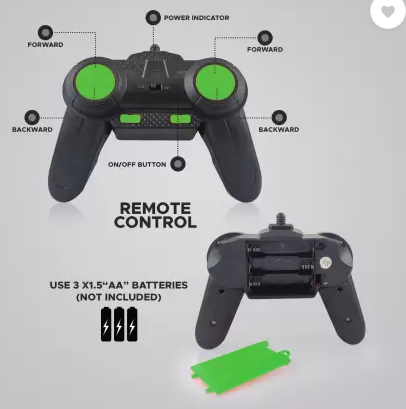 POWER INDICATOR
FORWARD
FORWARD
BACKWARD
BACKWARD
ON/OFF BUTTON
REMOTE
CONTROL
USE 3 X1.5“AA” BATTERIES
(NOT INCLUDED)